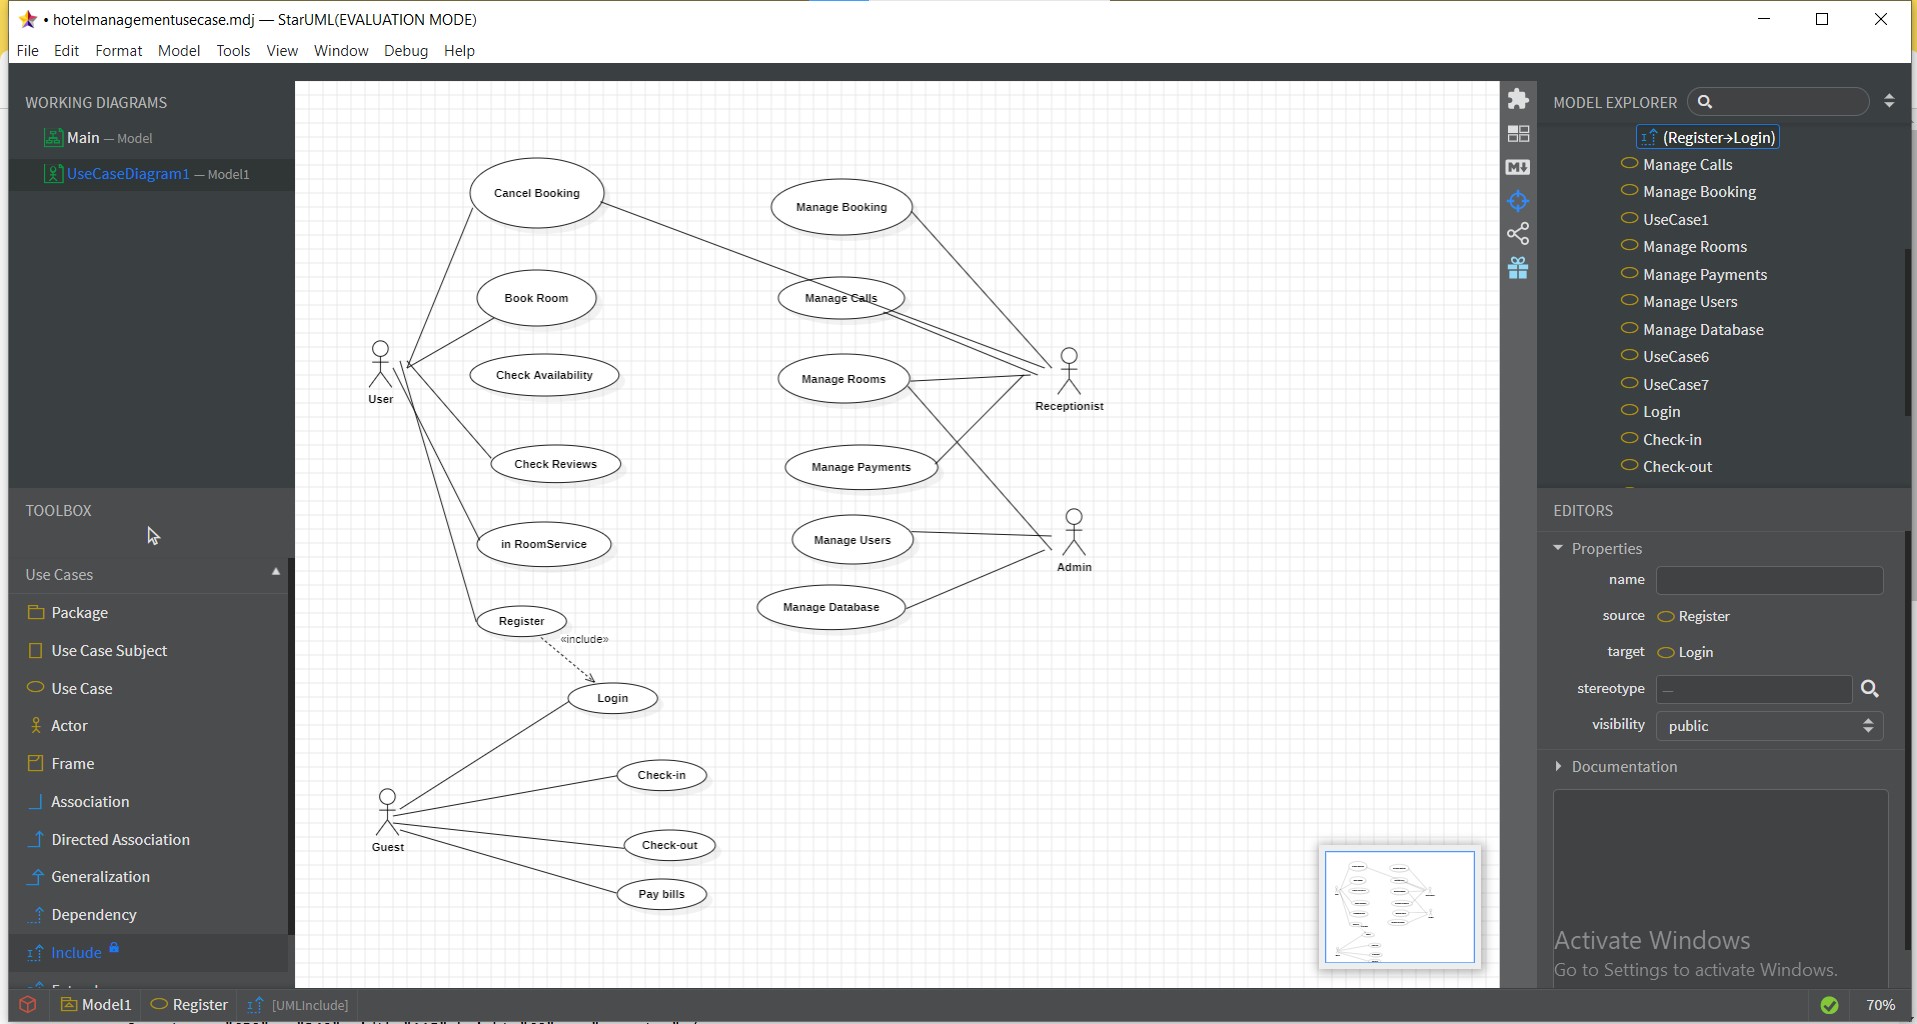 • hotelmanagementusecase.mdj — StarUML(EVALUATION MODE)
File Edit Format Model Tools View Window Debug Help
WORKING DIAGRAMS
Main — Model
UseCaseDiagram1 — Model1
TOOLBOX
Use Cases
Package
Use Case Subject
Use Case
Actor
Frame
Association
Directed Association
Generalization
Dependency
Include
Cancel Booking
Book Room
Check Availability
Check Reviews
in RoomService
Register
«include»
Login
Check-in
Check-out
Pay bills
User
Guest
Manage Booking
Manage Calls
Manage Rooms
Manage Payments
Manage Users
Manage Database
Receptionist
Admin
MODEL EXPLORER
(Register→Login)
Manage Calls
Manage Booking
UseCase1
Manage Rooms
Manage Payments
Manage Users
Manage Database
UseCase6
UseCase7
Login
Check-in
Check-out
EDITORS
Properties
name
source Register
target Login
stereotype —
visibility public
Documentation
Activate Windows
Go to Settings to activate Windows.
Model1 Register [UMLInclude]
70%